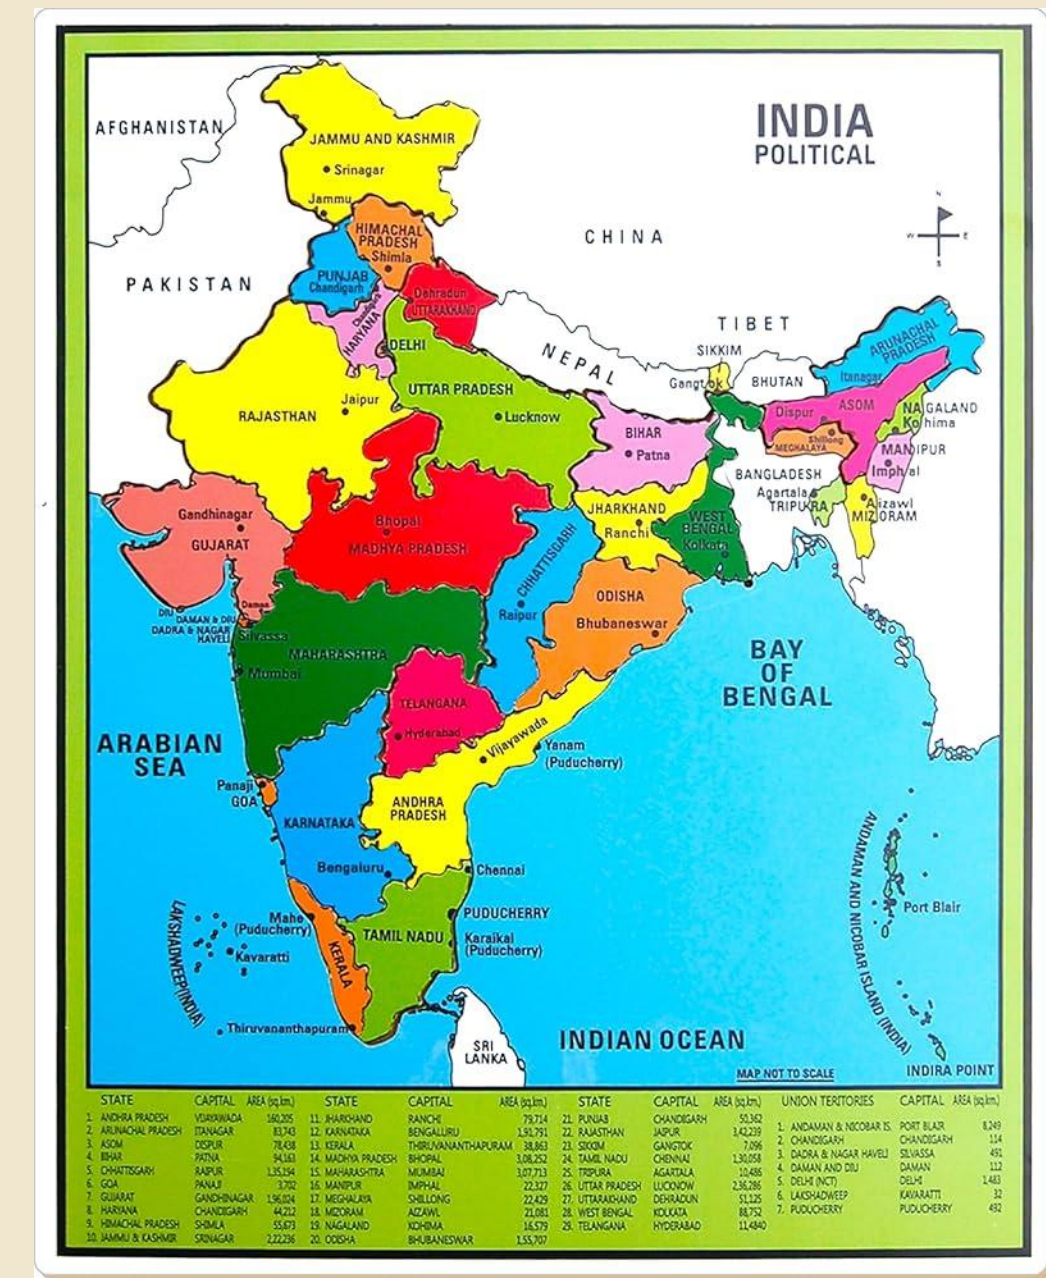 INDIA
POLITICAL
AFGHANISTAN
JAMMU AND KASHMIR
Srinagar
Jammu
N
W
E
S
HIMACHAL
PRADESH
Shimla
CHINA
PUNJAB
Chandigarh
PAKISTAN
Dehradun
UTTARAKHAND
Chandigarh
HARYANA
DELHI
TIBET
NEPAL
SIKKIM
Gangtok
BHUTAN
ARUNACHAL
PRADESH
Itanagar
UTTAR PRADESH
Lucknow
Jaipur
RAJASTHAN
Dispur
ASOM
NAGALAND
Kohima
BIHAR
Patna
Shillong
MEGHALAYA
MANIPUR
Imphal
BANGLADESH
Agartala
TRIPURA
Aizawl
MIZORAM
Gandhinagar
GUJARAT
Bhopal
MADHYA PRADESH
JHARKHAND
Ranchi
WEST
BENGAL
Kolkata
CHHATTISGARH
Raipur
ODISHA
Bhubaneswar
Daman
DIU
DAMAN & DIU
DADRA & NAGAR
HAVELI
Silvassa
MAHARASHTRA
Mumbai
BAY
OF
BENGAL
TELANGANA
Hyderabad
Vijayawada
Yanam
(Puducherry)
ARABIAN
SEA
Panaji
GOA
ANDHRA
PRADESH
KARNATAKA
Bengaluru
Chennai
ANDAMAN AND NICOBAR ISLAND (INDIA)
Port Blair
Mahe
(Puducherry)
PUDUCHERRY
TAMIL NADU
Karaikal
(Puducherry)
KERALA
LAKSHADWEEP(INDIA)
Kavaratti
Thiruvananthapuram
SRI
LANKA
INDIAN OCEAN
INDIRA POINT
MAP NOT TO SCALE
STATE CAPITAL AREA (sq.km.)
1. ANDHRA PRADESH VIJAYAWADA 160,205
2. ARUNACHAL PRADESH ITANAGAR 83,743
3. ASOM DISPUR 78,438
4. BIHAR PATNA 94,163
5. CHHATTISGARH RAIPUR 1,35,194
6. GOA PANAJI 3,702
7. GUJARAT GANDHINAGAR 1,96,024
8. HARYANA CHANDIGARH 44,212
9. HIMACHAL PRADESH SHIMLA 55,673
10. JAMMU & KASHMIR SRINAGAR 2,22,236
STATE CAPITAL AREA (sq.km.)
11. JHARKHAND RANCHI 79,714
12. KARNATAKA BENGALURU 1,91,791
13. KERALA THIRUVANANTHAPURAM 38,863
14. MADHYA PRADESH BHOPAL 3,08,252
15. MAHARASHTRA MUMBAI 3,07,713
16. MANIPUR IMPHAL 22,327
17. MEGHALAYA SHILLONG 22,429
18. MIZORAM AIZAWL 21,081
19. NAGALAND KOHIMA 16,579
20. ODISHA BHUBANESWAR 1,55,707
STATE CAPITAL AREA (sq.km.)
21. PUNJAB CHANDIGARH 50,362
22. RAJASTHAN JAIPUR 3,42,239
23. SIKKIM GANGTOK 7,096
24. TAMIL NADU CHENNAI 1,30,058
25. TRIPURA AGARTALA 10,486
26. UTTAR PRADESH LUCKNOW 2,36,286
27. UTTARAKHAND DEHRADUN 51,125
28. WEST BENGAL KOLKATA 88,752
29. TELANGANA HYDERABAD 11,4840
UNION TERITORIES CAPITAL AREA (sq.km.)
1. ANDAMAN & NICOBAR IS. PORT BLAIR 8,249
2. CHANDIGARH CHANDIGARH 114
3. DADRA & NAGAR HAVELI SILVASSA 491
4. DAMAN AND DIU DAMAN 112
5. DELHI (NCT) DELHI 1,483
6. LAKSHADWEEP KAVARATTI 32
7. PUDUCHERRY PUDUCHERRY 492